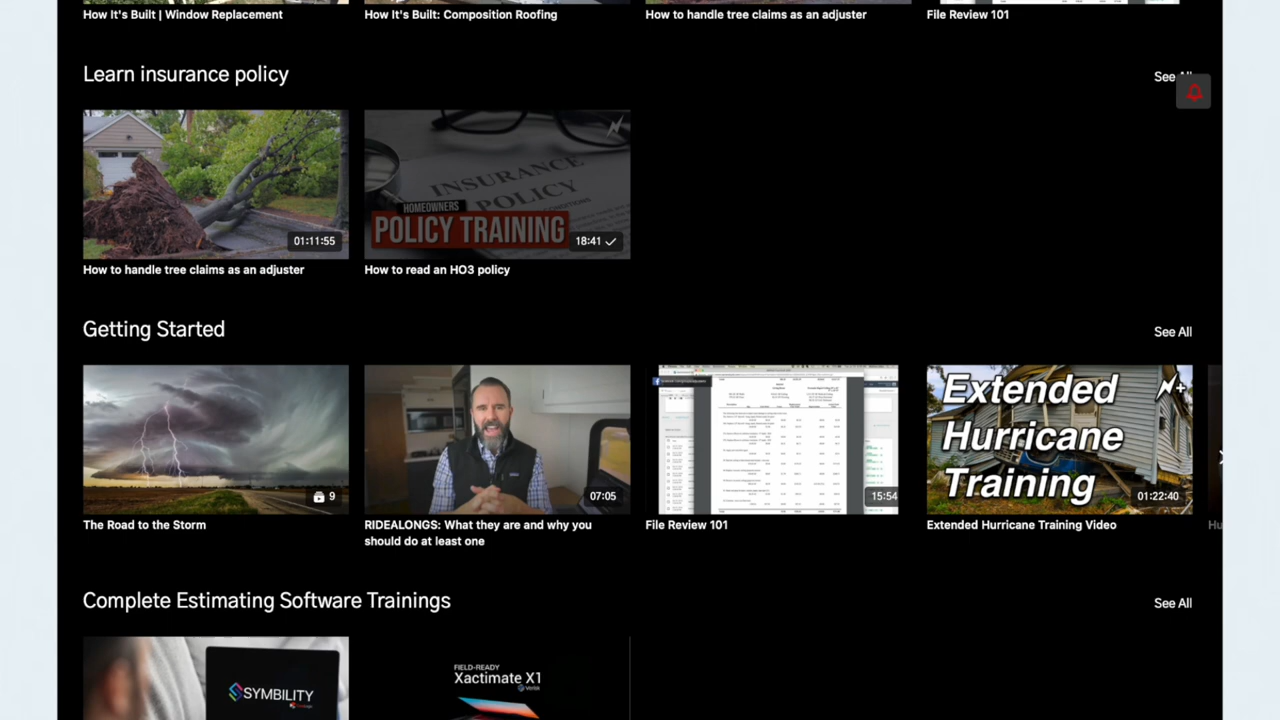 How It's Built | Window Replacement
How It's Built: Composition Roofing
How to handle tree claims as an adjuster
File Review 101
Learn insurance policy
See All
INSURANCE
POLICY
HOMEOWNERS
POLICY TRAINING
01:11:55
18:41
How to handle tree claims as an adjuster
How to read an HO3 policy
Getting Started
See All
Extended
Hurricane
Training
9
07:05
15:54
01:22:40
The Road to the Storm
RIDEALONGS: What they are and why you
should do at least one
File Review 101
Extended Hurricane Training Video
Hu
Complete Estimating Software Trainings
See All
SYMBILITY
FIELD-READY
Xactimate X1
Verisk